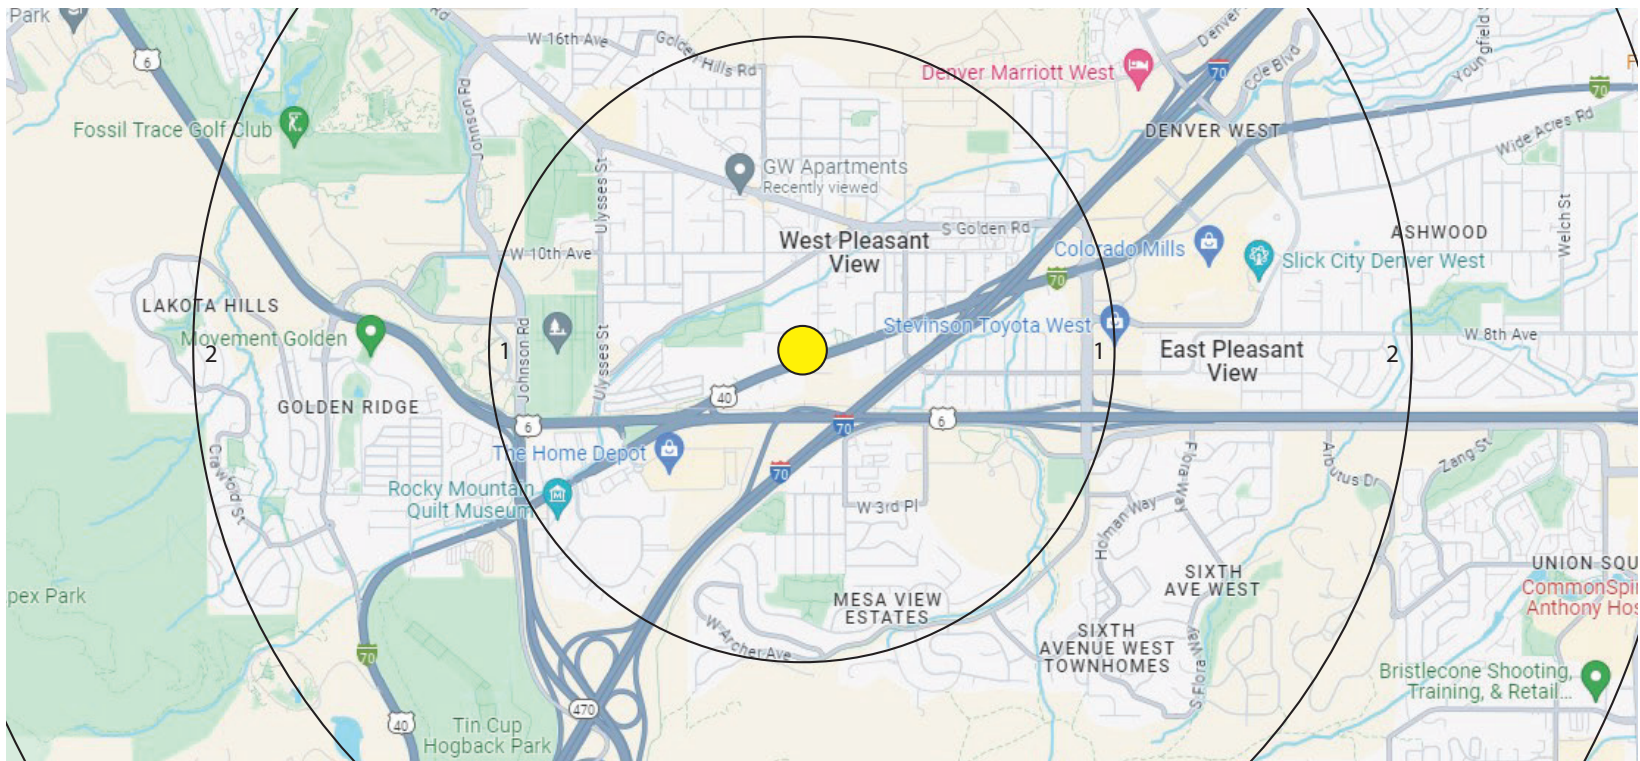 Park
Rd
W 16th Ave
Golden Hills Rd
Denver
6
70
Denver Marriott West
Cole Blvd
Youngfield S
70
F
Johnson Rd
Fossil Trace Golf Club
DENVER WEST
Wide Acres Rd
GW Apartments
Recently viewed
Ulysses St
Welch St
S Golden Rd
West Pleasant
View
Colorado Mills
ASHWOOD
W 10th Ave
Slick City Denver West
70
LAKOTA HILLS
Movement Golden
Johnson Rd
Ulysses St
Stevinson Toyota West
W 8th Ave
2
1
1
East Pleasant
View
2
40
GOLDEN RIDGE
6
70
6
The Home Depot
70
Crawford St
Flora Way
Arbutus Dr
Zang St
Rocky Mountain
Quilt Museum
W 3rd Pl
Holman Way
pex Park
MESA VIEW
ESTATES
SIXTH
AVE WEST
UNION SQU
CommonSpir
Anthony Hos
W Archer Ave
SIXTH
AVENUE WEST
TOWNHOMES
S Flora Way
70
Bristlecone Shooting,
Training, & Retail...
40
470
Tin Cup
Hogback Park